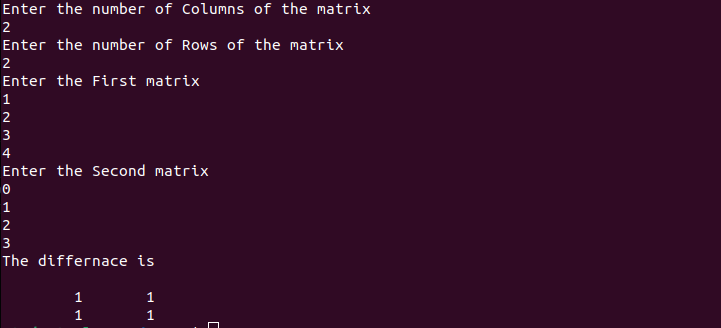 Enter the number of Columns of the matrix
2
Enter the number of Rows of the matrix
2
Enter the First matrix
1
2
3
4
Enter the Second matrix
0
1
2
3
The differnace is
1 1
1 1